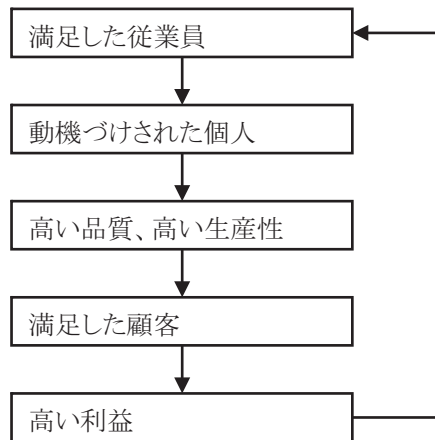 満足した従業員
動機づけされた個人
高い品質、高い生産性
満足した顧客
高い利益